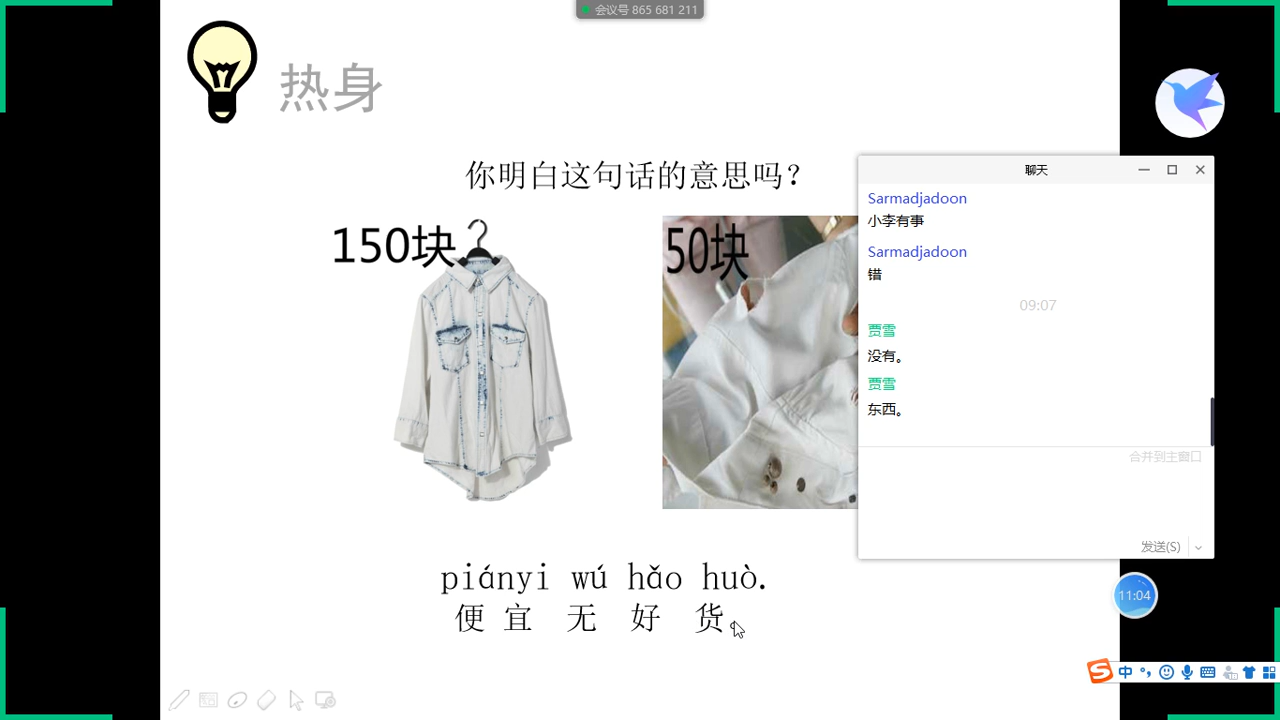 会议号 865 681 211
热身
你明白这句话的意思吗？
150块
50块
piányi wú hǎo huò.
便 宜 无 好 货。
聊天
Sarmadjadoon
小李有事
Sarmadjadoon
错
09:07
贾雪
没有。
贾雪
东西。
合并到主窗口
发送(S)
11:04
中